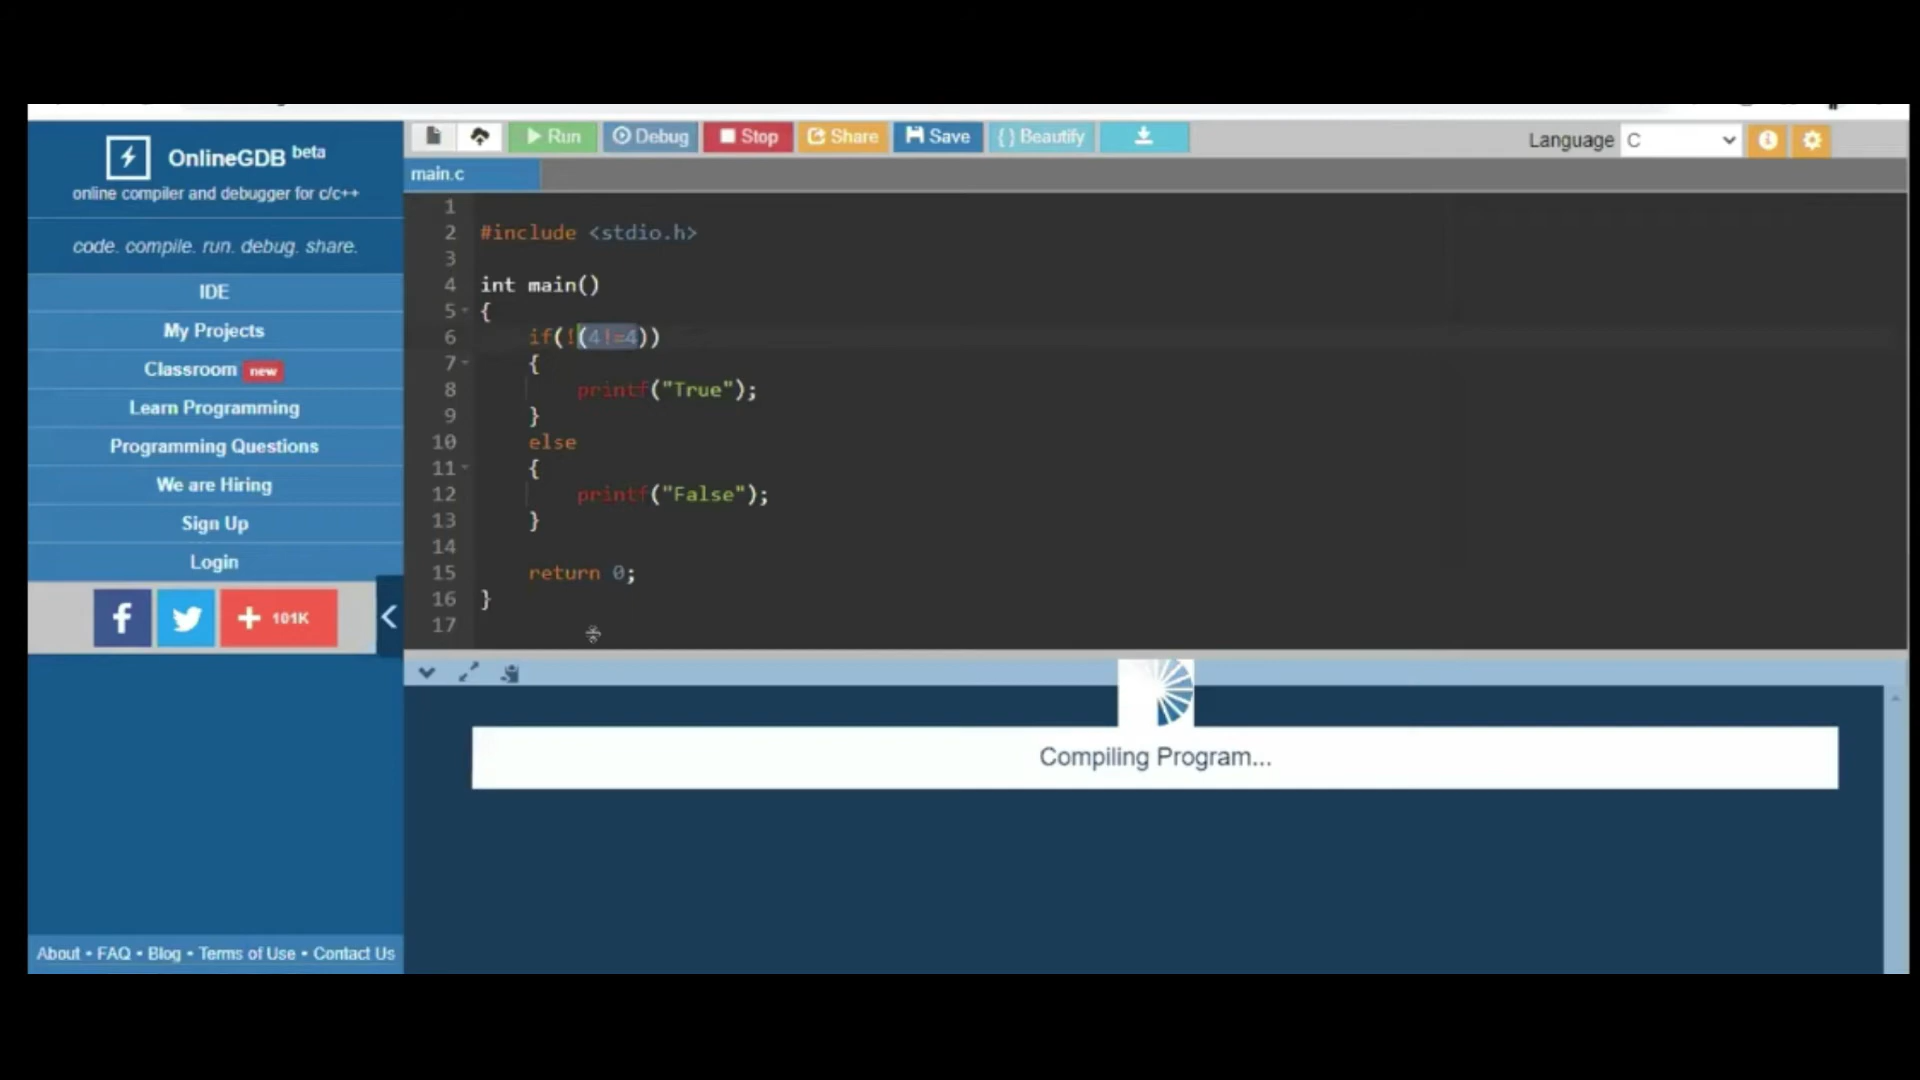 OnlineGDB beta
online compiler and debugger for c/c++
code. compile. run. debug. share.
IDE
My Projects
Classroom new
Learn Programming
Programming Questions
We are Hiring
Sign Up
Login
101K
About • FAQ • Blog • Terms of Use • Contact Us
Run Debug Stop Share Save {} Beautify
Language C
main.c
1
2 #include <stdio.h>
3
4 int main()
5 {
6 if(!(4!=4))
7 {
8 printf("True");
9 }
10 else
11 {
12 printf("False");
13 }
14
15 return 0;
16 }
17
Compiling Program...